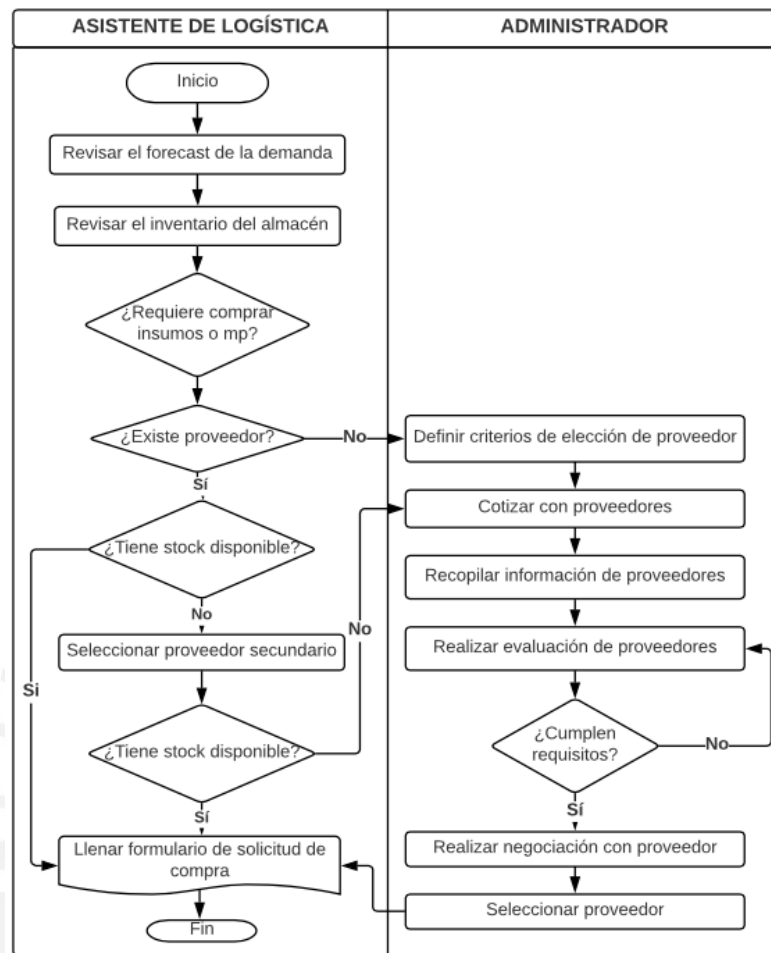 ASISTENTE DE LOGÍSTICA
ADMINISTRADOR
Inicio
Revisar el forecast de la demanda
Revisar el inventario del almacén
¿Requiere comprar
insumos o mp?
¿Existe proveedor?
No
Definir criterios de elección de proveedor
Sí
Cotizar con proveedores
¿Tiene stock disponible?
Recopilar información de proveedores
No
No
Seleccionar proveedor secundario
Realizar evaluación de proveedores
Si
¿Tiene stock disponible?
¿Cumplen
requisitos?
No
Sí
Sí
Llenar formulario de solicitud de
compra
Realizar negociación con proveedor
Seleccionar proveedor
Fin